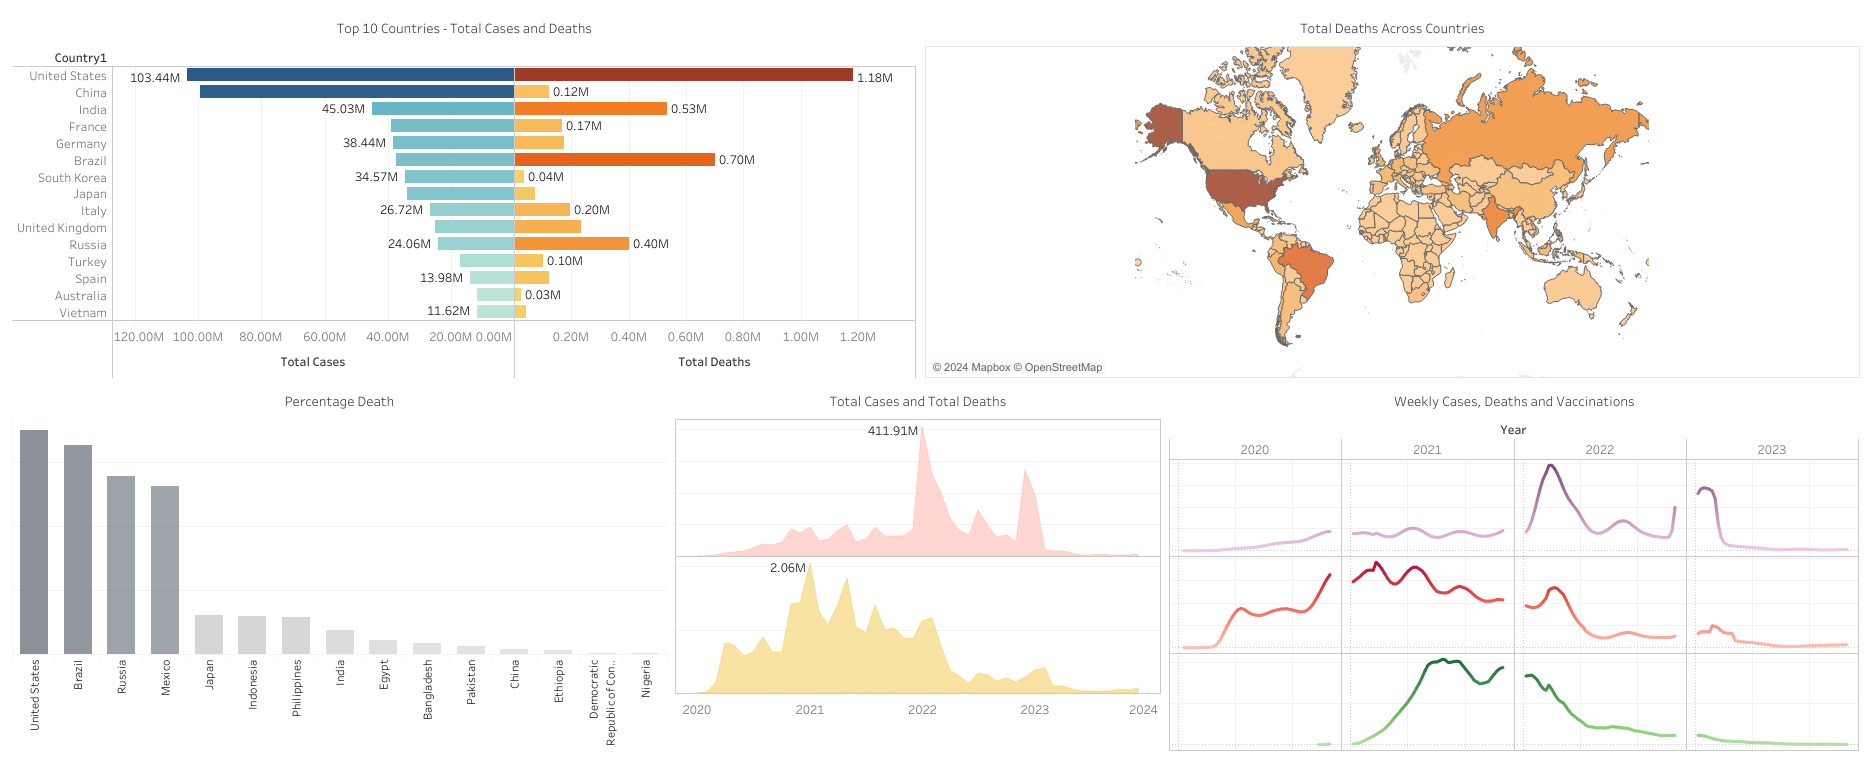 Top 10 Countries - Total Cases and Deaths
Country1
United States 103.44M 1.18M
China 0.12M
India 45.03M 0.53M
France 0.17M
Germany 38.44M
Brazil 0.70M
South Korea 34.57M 0.04M
Japan
Italy 26.72M 0.20M
United Kingdom
Russia 24.06M 0.40M
Turkey 0.10M
Spain 13.98M
Australia 0.03M
Vietnam 11.62M
120.00M 100.00M 80.00M 60.00M 40.00M 20.00M 0.00M 0.20M 0.40M 0.60M 0.80M 1.00M 1.20M
Total Cases Total Deaths
Total Deaths Across Countries
© 2024 Mapbox © OpenStreetMap
Percentage Death
United States
Brazil
Russia
Mexico
Japan
Indonesia
Philippines
India
Egypt
Bangladesh
Pakistan
China
Ethiopia
Democratic
Republic of Con..
Nigeria
Total Cases and Total Deaths
411.91M
2.06M
2020 2021 2022 2023 2024
Weekly Cases, Deaths and Vaccinations
Year
2020 2021 2022 2023